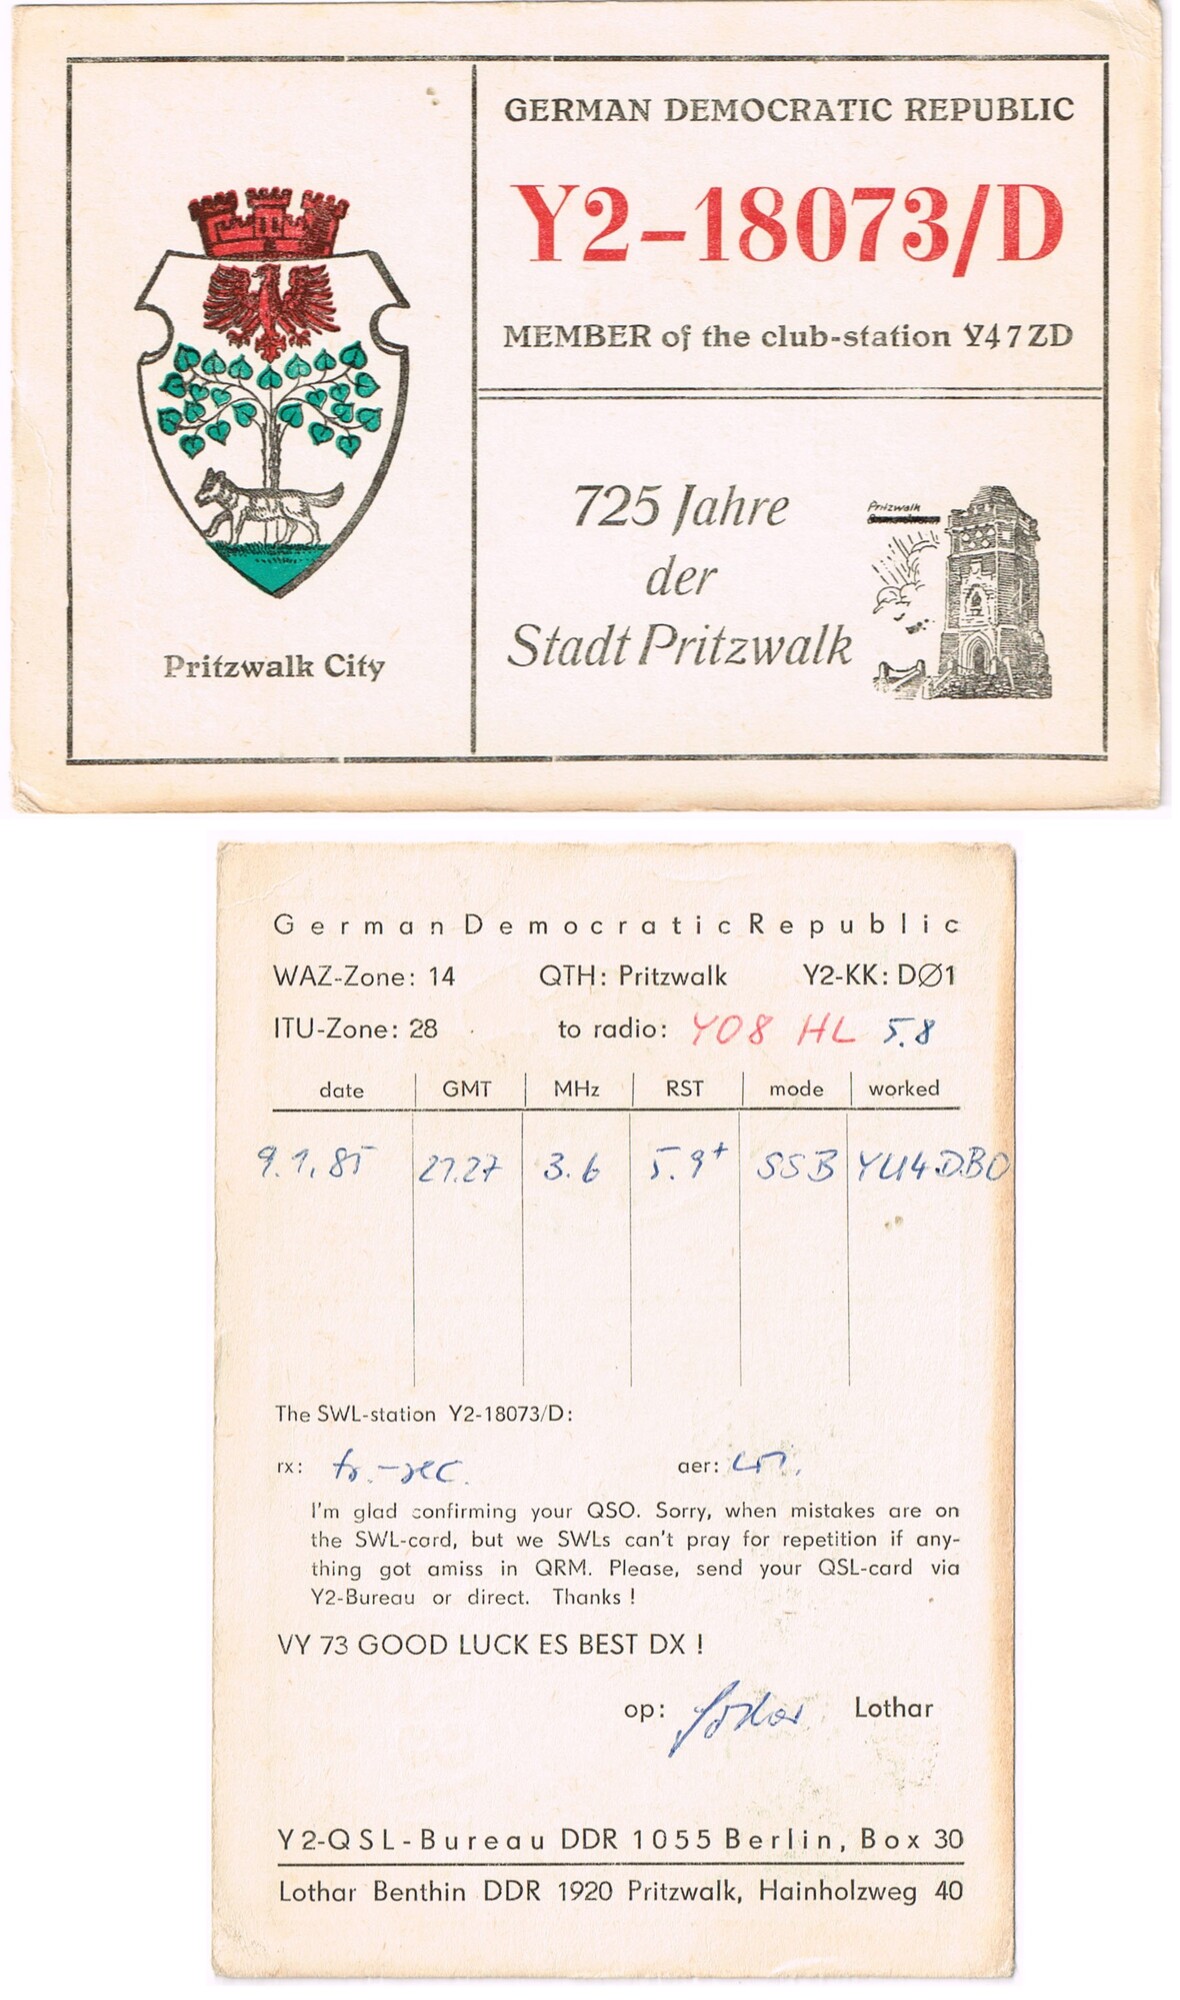 GERMAN DEMOCRATIC REPUBLIC
Y2-18073/D
MEMBER of the club-station Y47ZD
Pritzwalk City
725 Jahre
der
Stadt Pritzwalk
Pritzwalk
German Democratic Republic
WAZ-Zone: 14 QTH: Pritzwalk Y2-KK: DØ1
ITU-Zone: 28 to radio: YO8 HL 5.8
date GMT MHz RST mode worked
9.1.85 21.27 3.6 5.9+ SSB YU4DBO
The SWL-station Y2-18073/D:
rx: aer:
I'm glad confirming your QSO. Sorry, when mistakes are on
the SWL-card, but we SWLs can't pray for repetition if any-
thing got amiss in QRM. Please, send your QSL-card via
Y2-Bureau or direct. Thanks !
VY 73 GOOD LUCK ES BEST DX !
op: Lothar Lothar
Y2-QSL-Bureau DDR 1055 Berlin, Box 30
Lothar Benthin DDR 1920 Pritzwalk, Hainholzweg 40